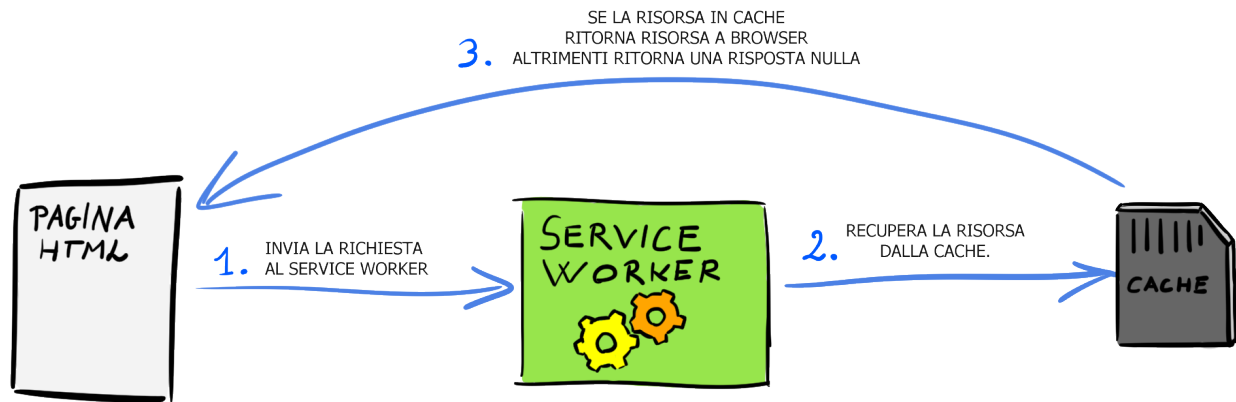 SE LA RISORSA IN CACHE
RITORNA RISORSA A BROWSER
3. ALTRIMENTI RITORNA UNA RISPOSTA NULLA
PAGINA
HTML
1. INVIA LA RICHIESTA
AL SERVICE WORKER
SERVICE
WORKER
2. RECUPERA LA RISORSA
DALLA CACHE.
CACHE